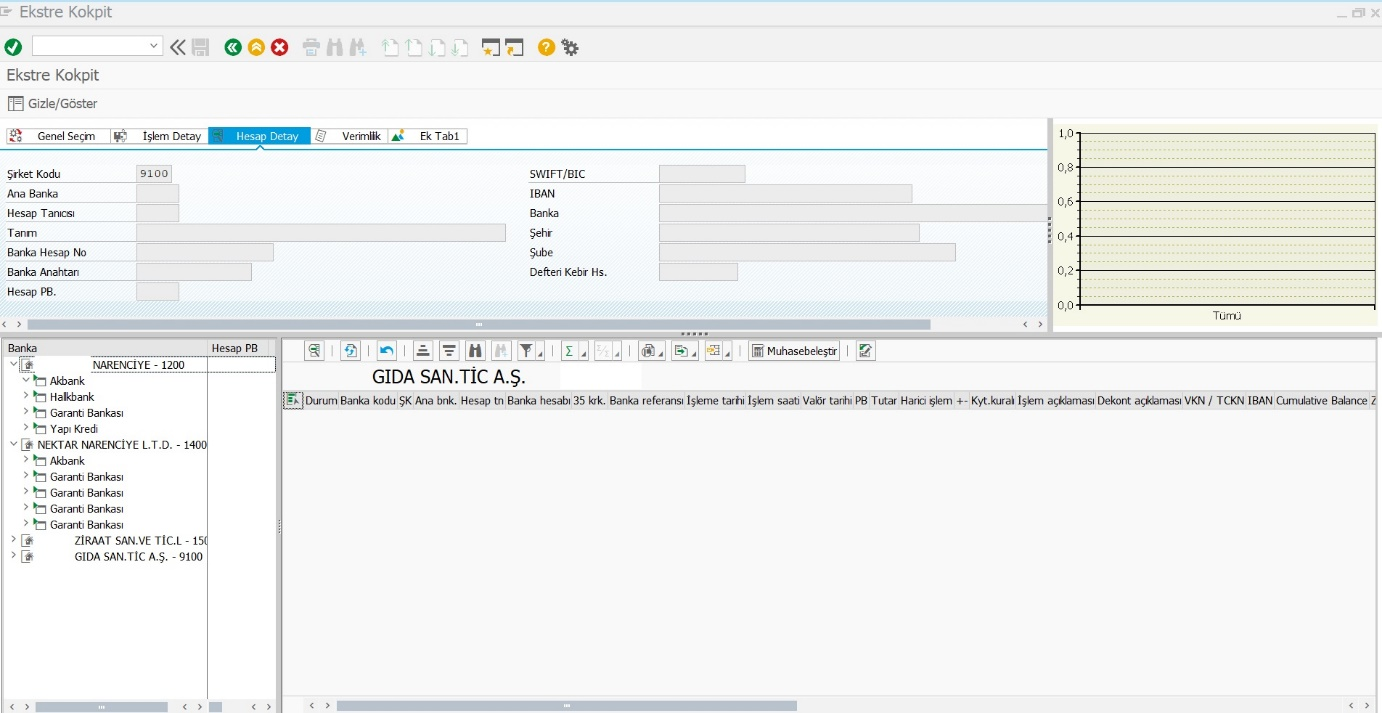 Ekstre Kokpit
Ekstre Kokpit
Gizle/Göster
Genel Seçim İşlem Detay Hesap Detay Verimlilik Ek Tab1
Şirket Kodu 9100
Ana Banka
Hesap Tanıcısı
Tanım
Banka Hesap No
Banka Anahtarı
Hesap PB.
SWIFT/BIC
IBAN
Banka
Şehir
Şube
Defteri Kebir Hs.
1,0
0,8
0,6
0,4
0,2
0,0
Tümü
Banka Hesap PB
NARENCİYE - 1200
Akbank
Halkbank
Garanti Bankası
Yapı Kredi
NEKTAR NARENCİYE L.T.D. - 1400
Akbank
Garanti Bankası
Garanti Bankası
Garanti Bankası
Garanti Bankası
ZİRAAT SAN.VE TİC.L - 150
GIDA SAN.TİC A.Ş. - 9100
Muhasebeleştir
GIDA SAN.TİC A.Ş.
Durum Banka kodu ŞK Ana bnk. Hesap tn Banka hesabı 35 krk. Banka referansı İşleme tarihi İşlem saati Valör tarihi PB Tutar Harici işlem +- Kyt.kuralı İşlem açıklaması Dekont açıklaması VKN / TCKN IBAN Cumulative Balance Z